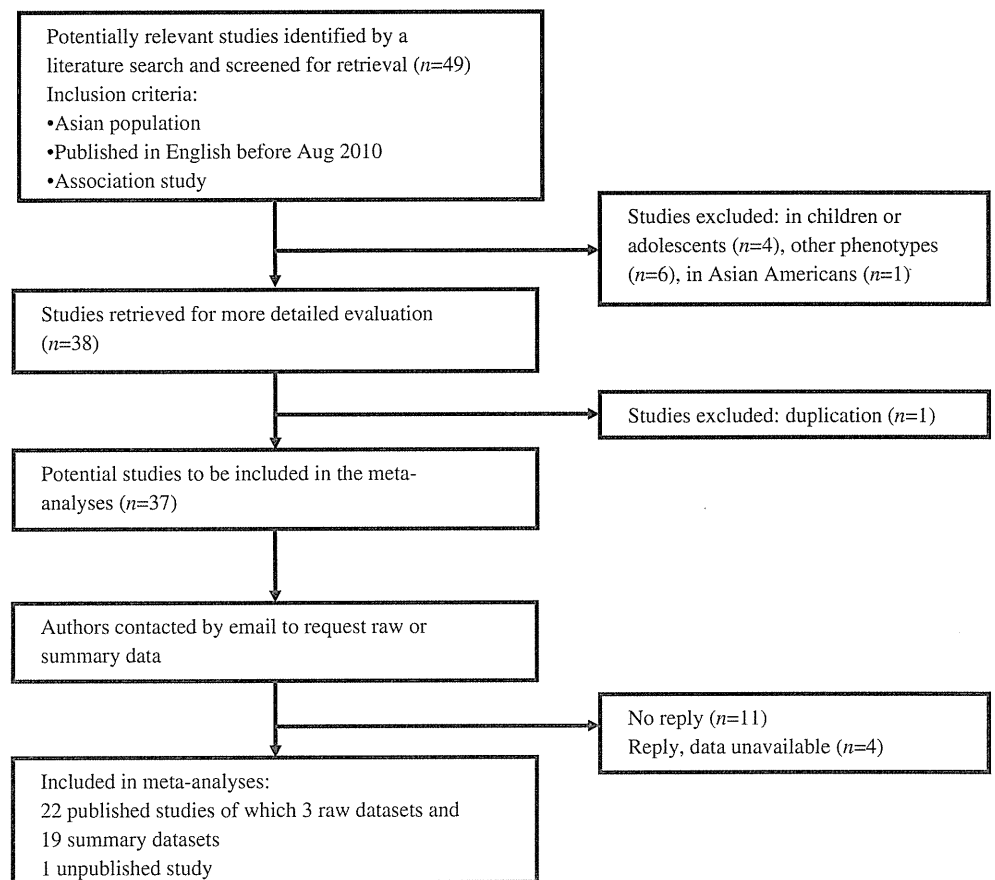 Potentially relevant studies identified by a
literature search and screened for retrieval (n=49)
Inclusion criteria:
•Asian population
•Published in English before Aug 2010
•Association study
Studies excluded: in children or
adolescents (n=4), other phenotypes
(n=6), in Asian Americans (n=1)
Studies retrieved for more detailed evaluation
(n=38)
Studies excluded: duplication (n=1)
Potential studies to be included in the meta-
analyses (n=37)
Authors contacted by email to request raw or
summary data
No reply (n=11)
Reply, data unavailable (n=4)
Included in meta-analyses:
22 published studies of which 3 raw datasets and
19 summary datasets
1 unpublished study